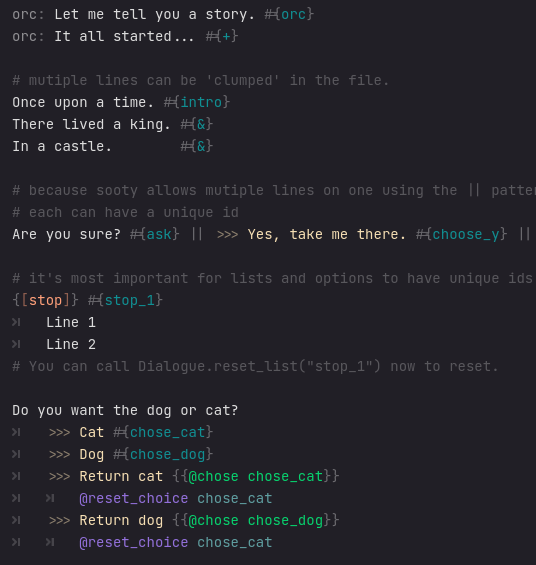 orc: Let me tell you a story. #{orc}
orc: It all started... #{+}
# mutiple lines can be 'clumped' in the file.
Once upon a time. #{intro}
There lived a king. #{&}
In a castle. #{&}
# because sooty allows mutiple lines on one using the || patter
# each can have a unique id
Are you sure? #{ask} || >>> Yes, take me there. #{choose_y} ||
# it's most important for lists and options to have unique ids
{[stop]} #{stop_1}
Line 1
Line 2
# You can call Dialogue.reset_list("stop_1") now to reset.
Do you want the dog or cat?
>>> Cat #{chose_cat}
>>> Dog #{chose_dog}
>>> Return cat {{@chose chose_cat}}
@reset_choice chose_cat
>>> Return dog {{@chose chose_dog}}
@reset_choice chose_cat